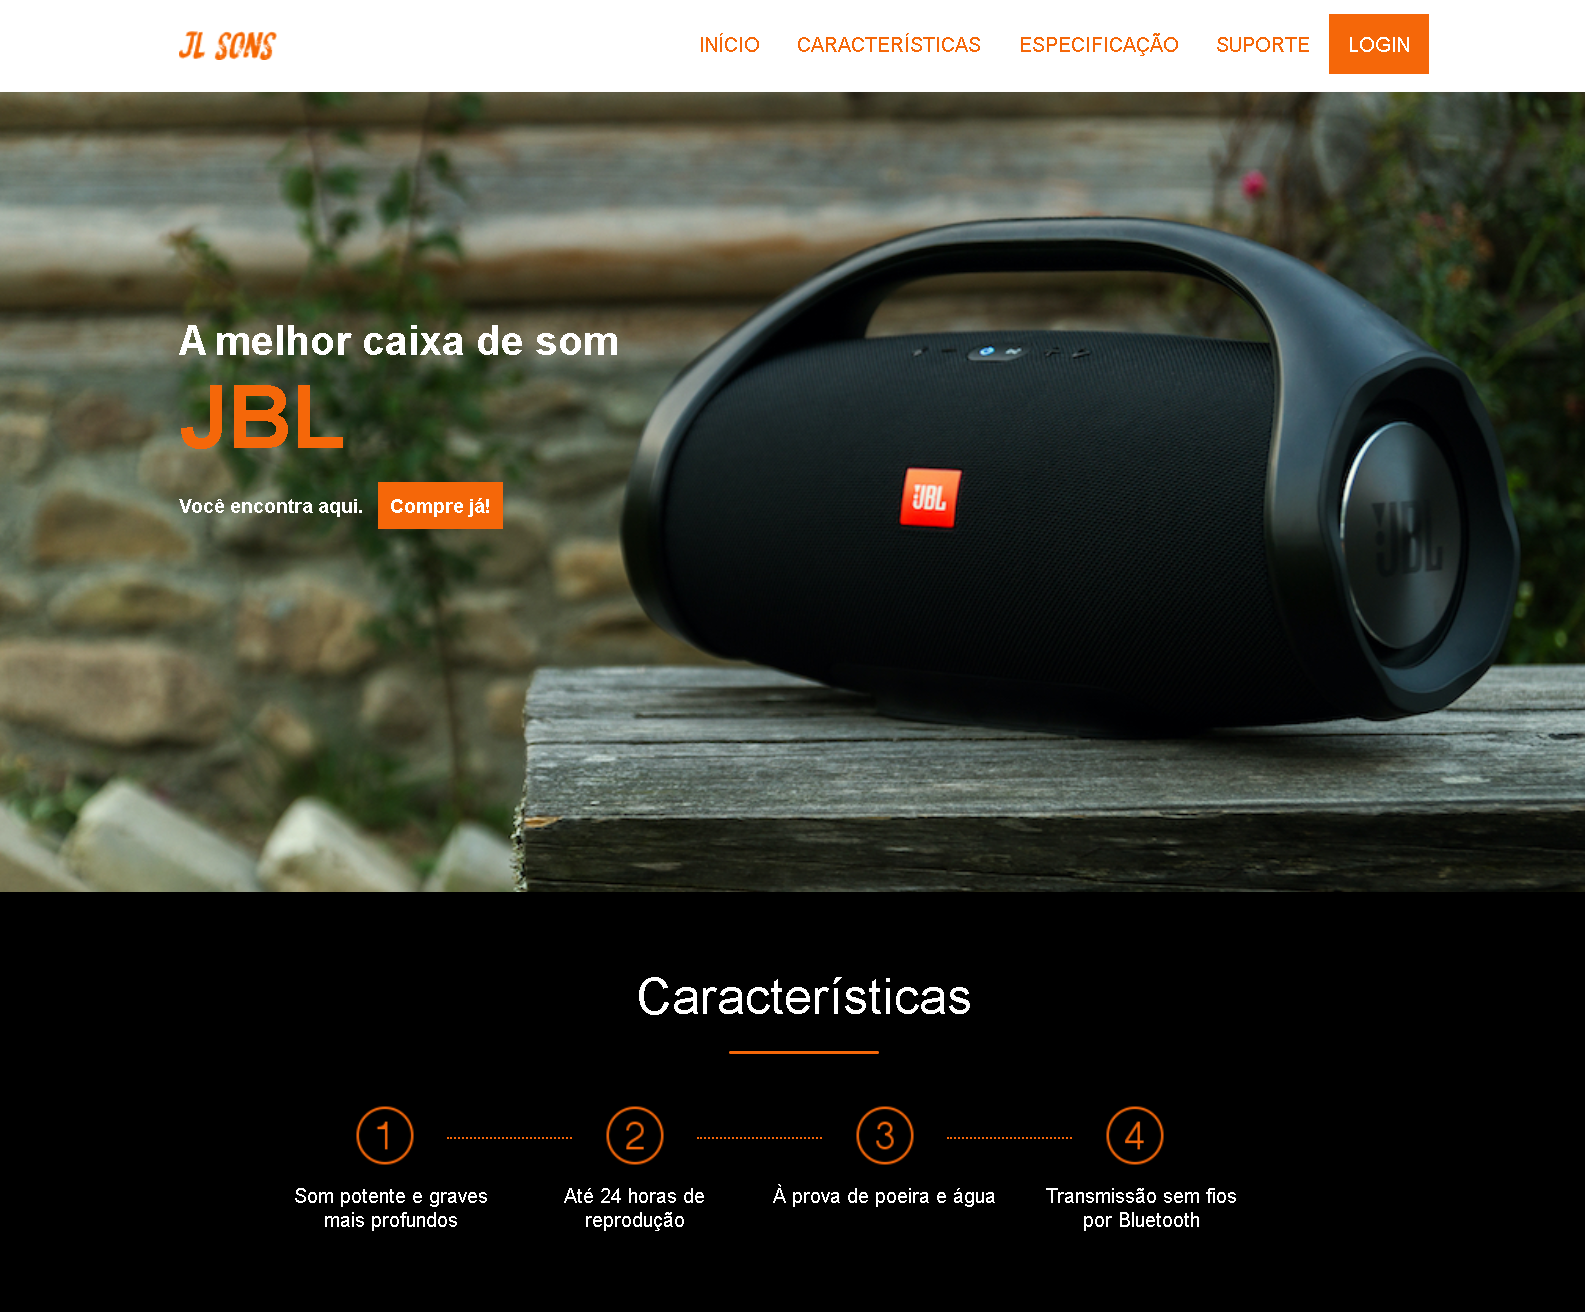 JL SONS
INÍCIO CARACTERÍSTICAS ESPECIFICAÇÃO SUPORTE LOGIN
A melhor caixa de som
JBL
Você encontra aqui. Compre já!
JBL
JBL
Características
1 2 3 4
Som potente e graves
mais profundos
Até 24 horas de
reprodução
À prova de poeira e água
Transmissão sem fios
por Bluetooth